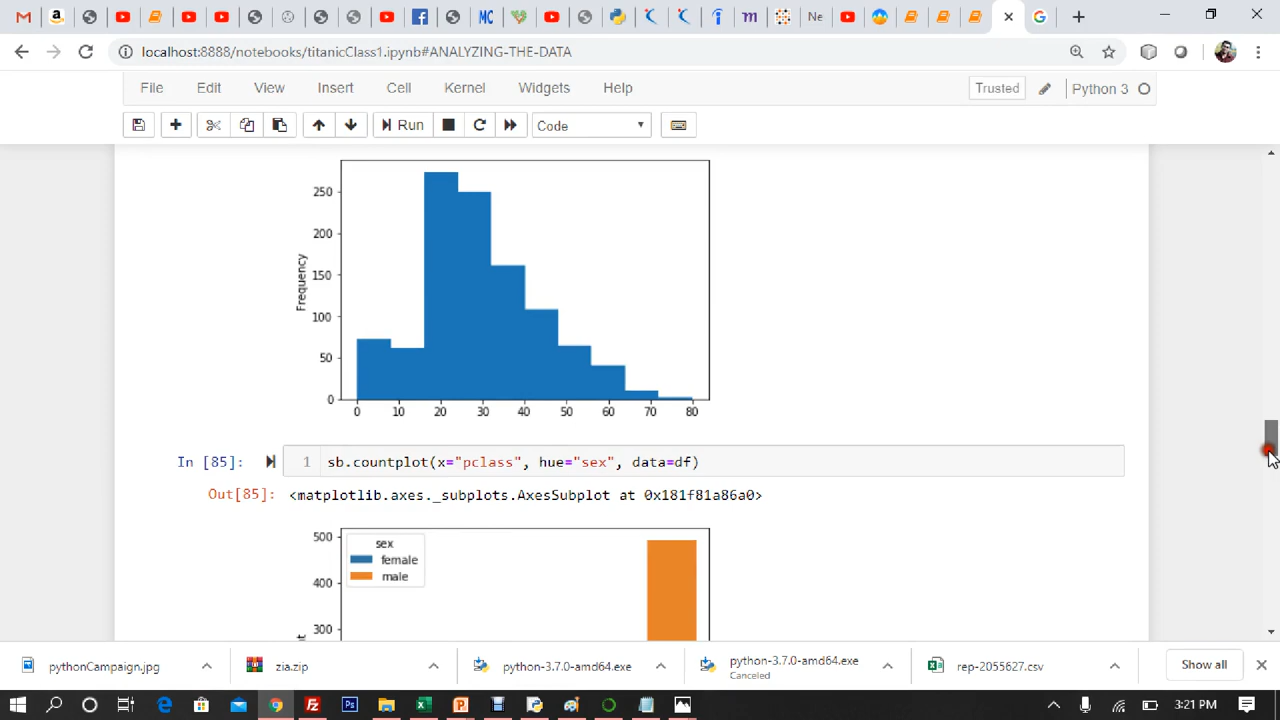 MC
Ne
localhost:8888/notebooks/titanicClass1.ipynb#ANALYZING-THE-DATA
File Edit View Insert Cell Kernel Widgets Help Trusted Python 3
Run Code
250
200
150
100
50
0
Frequency
0 10 20 30 40 50 60 70 80
In [85]: 1 sb.countplot(x="pclass", hue="sex", data=df)
Out[85]: <matplotlib.axes._subplots.AxesSubplot at 0x181f81a86a0>
500
400
300
sex
female
male
pythonCampaign.jpg zia.zip python-3.7.0-amd64.exe python-3.7.0-amd64.exe rep-2055627.csv Show all
Canceled
3:21 PM